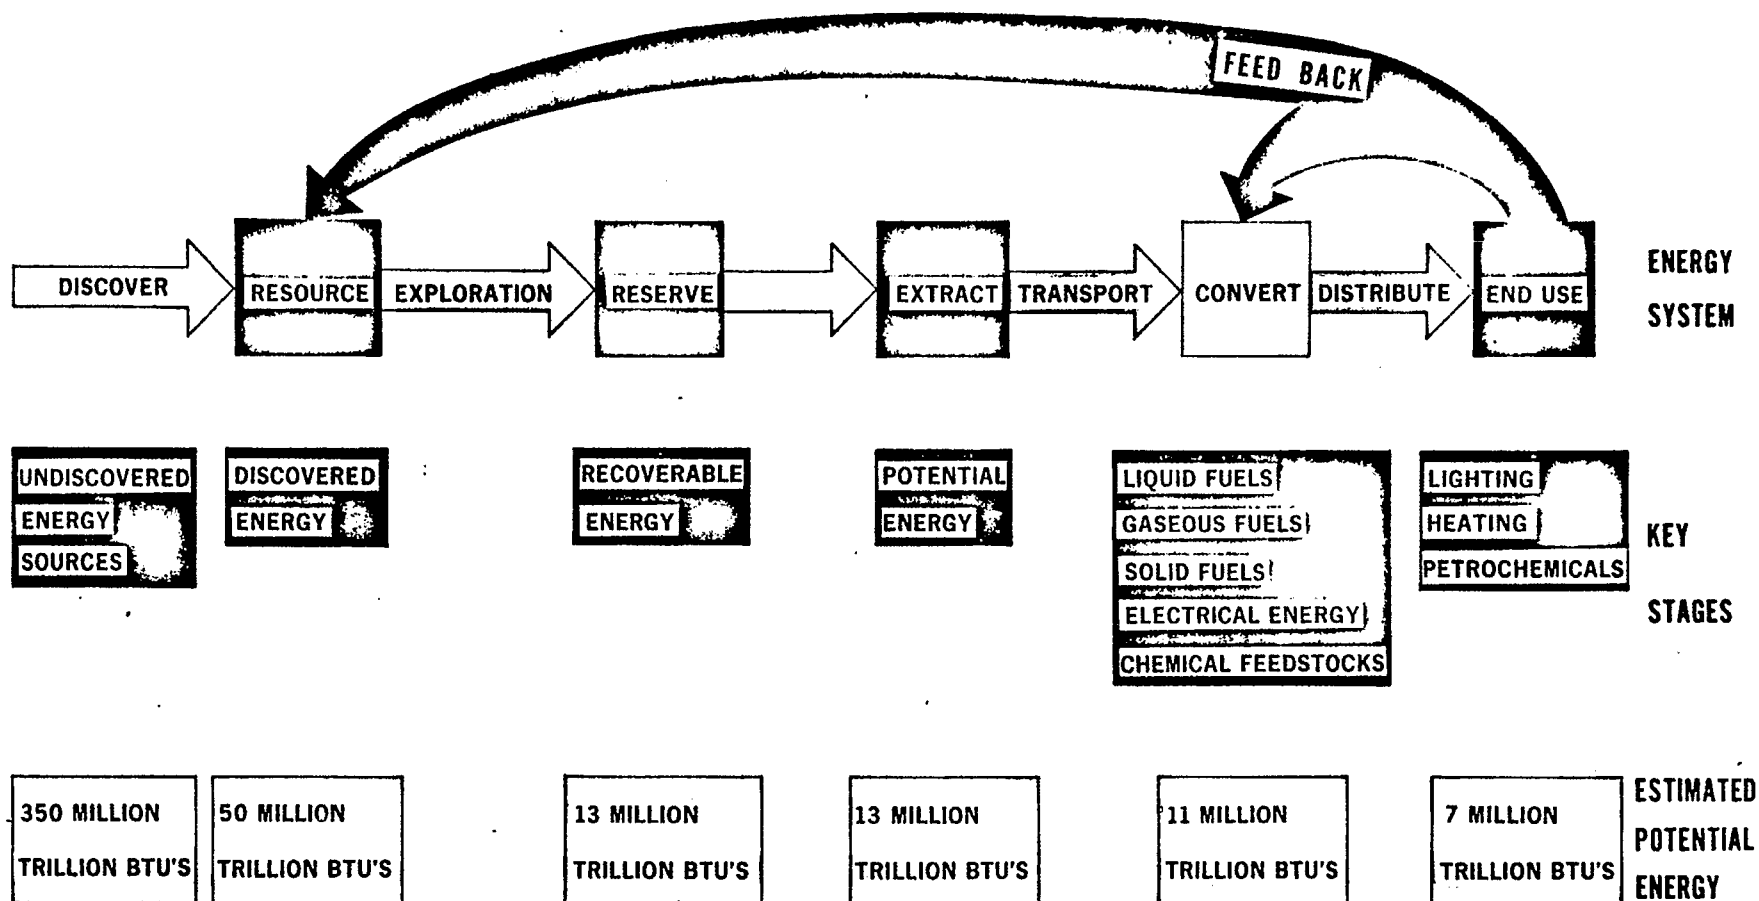 FEED BACK
DISCOVER
RESOURCE
EXPLORATION
RESERVE
EXTRACT
TRANSPORT
CONVERT
DISTRIBUTE
END USE
ENERGY
SYSTEM
UNDISCOVERED
ENERGY
SOURCES
DISCOVERED
ENERGY
RECOVERABLE
ENERGY
POTENTIAL
ENERGY
LIQUID FUELS
GASEOUS FUELS
SOLID FUELS
ELECTRICAL ENERGY
CHEMICAL FEEDSTOCKS
LIGHTING
HEATING
PETROCHEMICALS
KEY
STAGES
350 MILLION
TRILLION BTU'S
50 MILLION
TRILLION BTU'S
13 MILLION
TRILLION BTU'S
13 MILLION
TRILLION BTU'S
11 MILLION
TRILLION BTU'S
7 MILLION
TRILLION BTU'S
ESTIMATED
POTENTIAL
ENERGY